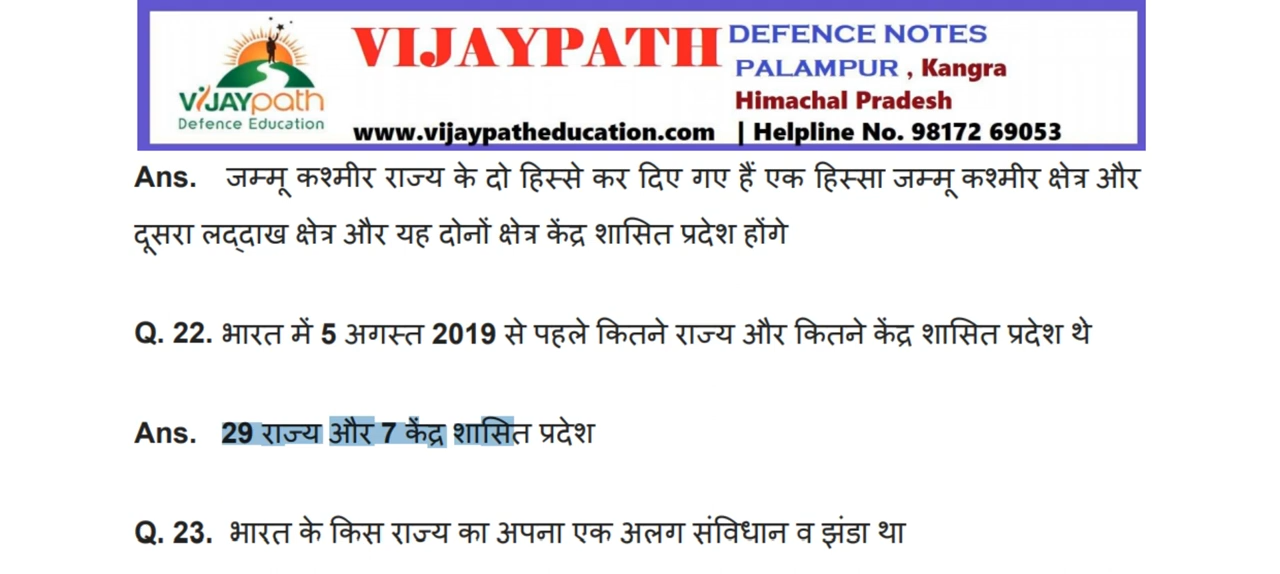 VIJAYpath
Defence Education
VIJAYPATH
DEFENCE NOTES
PALAMPUR , Kangra
Himachal Pradesh
www.vijaypatheducation.com | Helpline No. 98172 69053
Ans. जम्मू कश्मीर राज्य के दो हिस्से कर दिए गए हैं एक हिस्सा जम्मू कश्मीर क्षेत्र और
दूसरा लद्दाख क्षेत्र और यह दोनों क्षेत्र केंद्र शासित प्रदेश होंगे
Q. 22. भारत में 5 अगस्त 2019 से पहले कितने राज्य और कितने केंद्र शासित प्रदेश थे
Ans. 29 राज्य और 7 केंद्र शासित प्रदेश
Q. 23. भारत के किस राज्य का अपना एक अलग संविधान व झंडा था